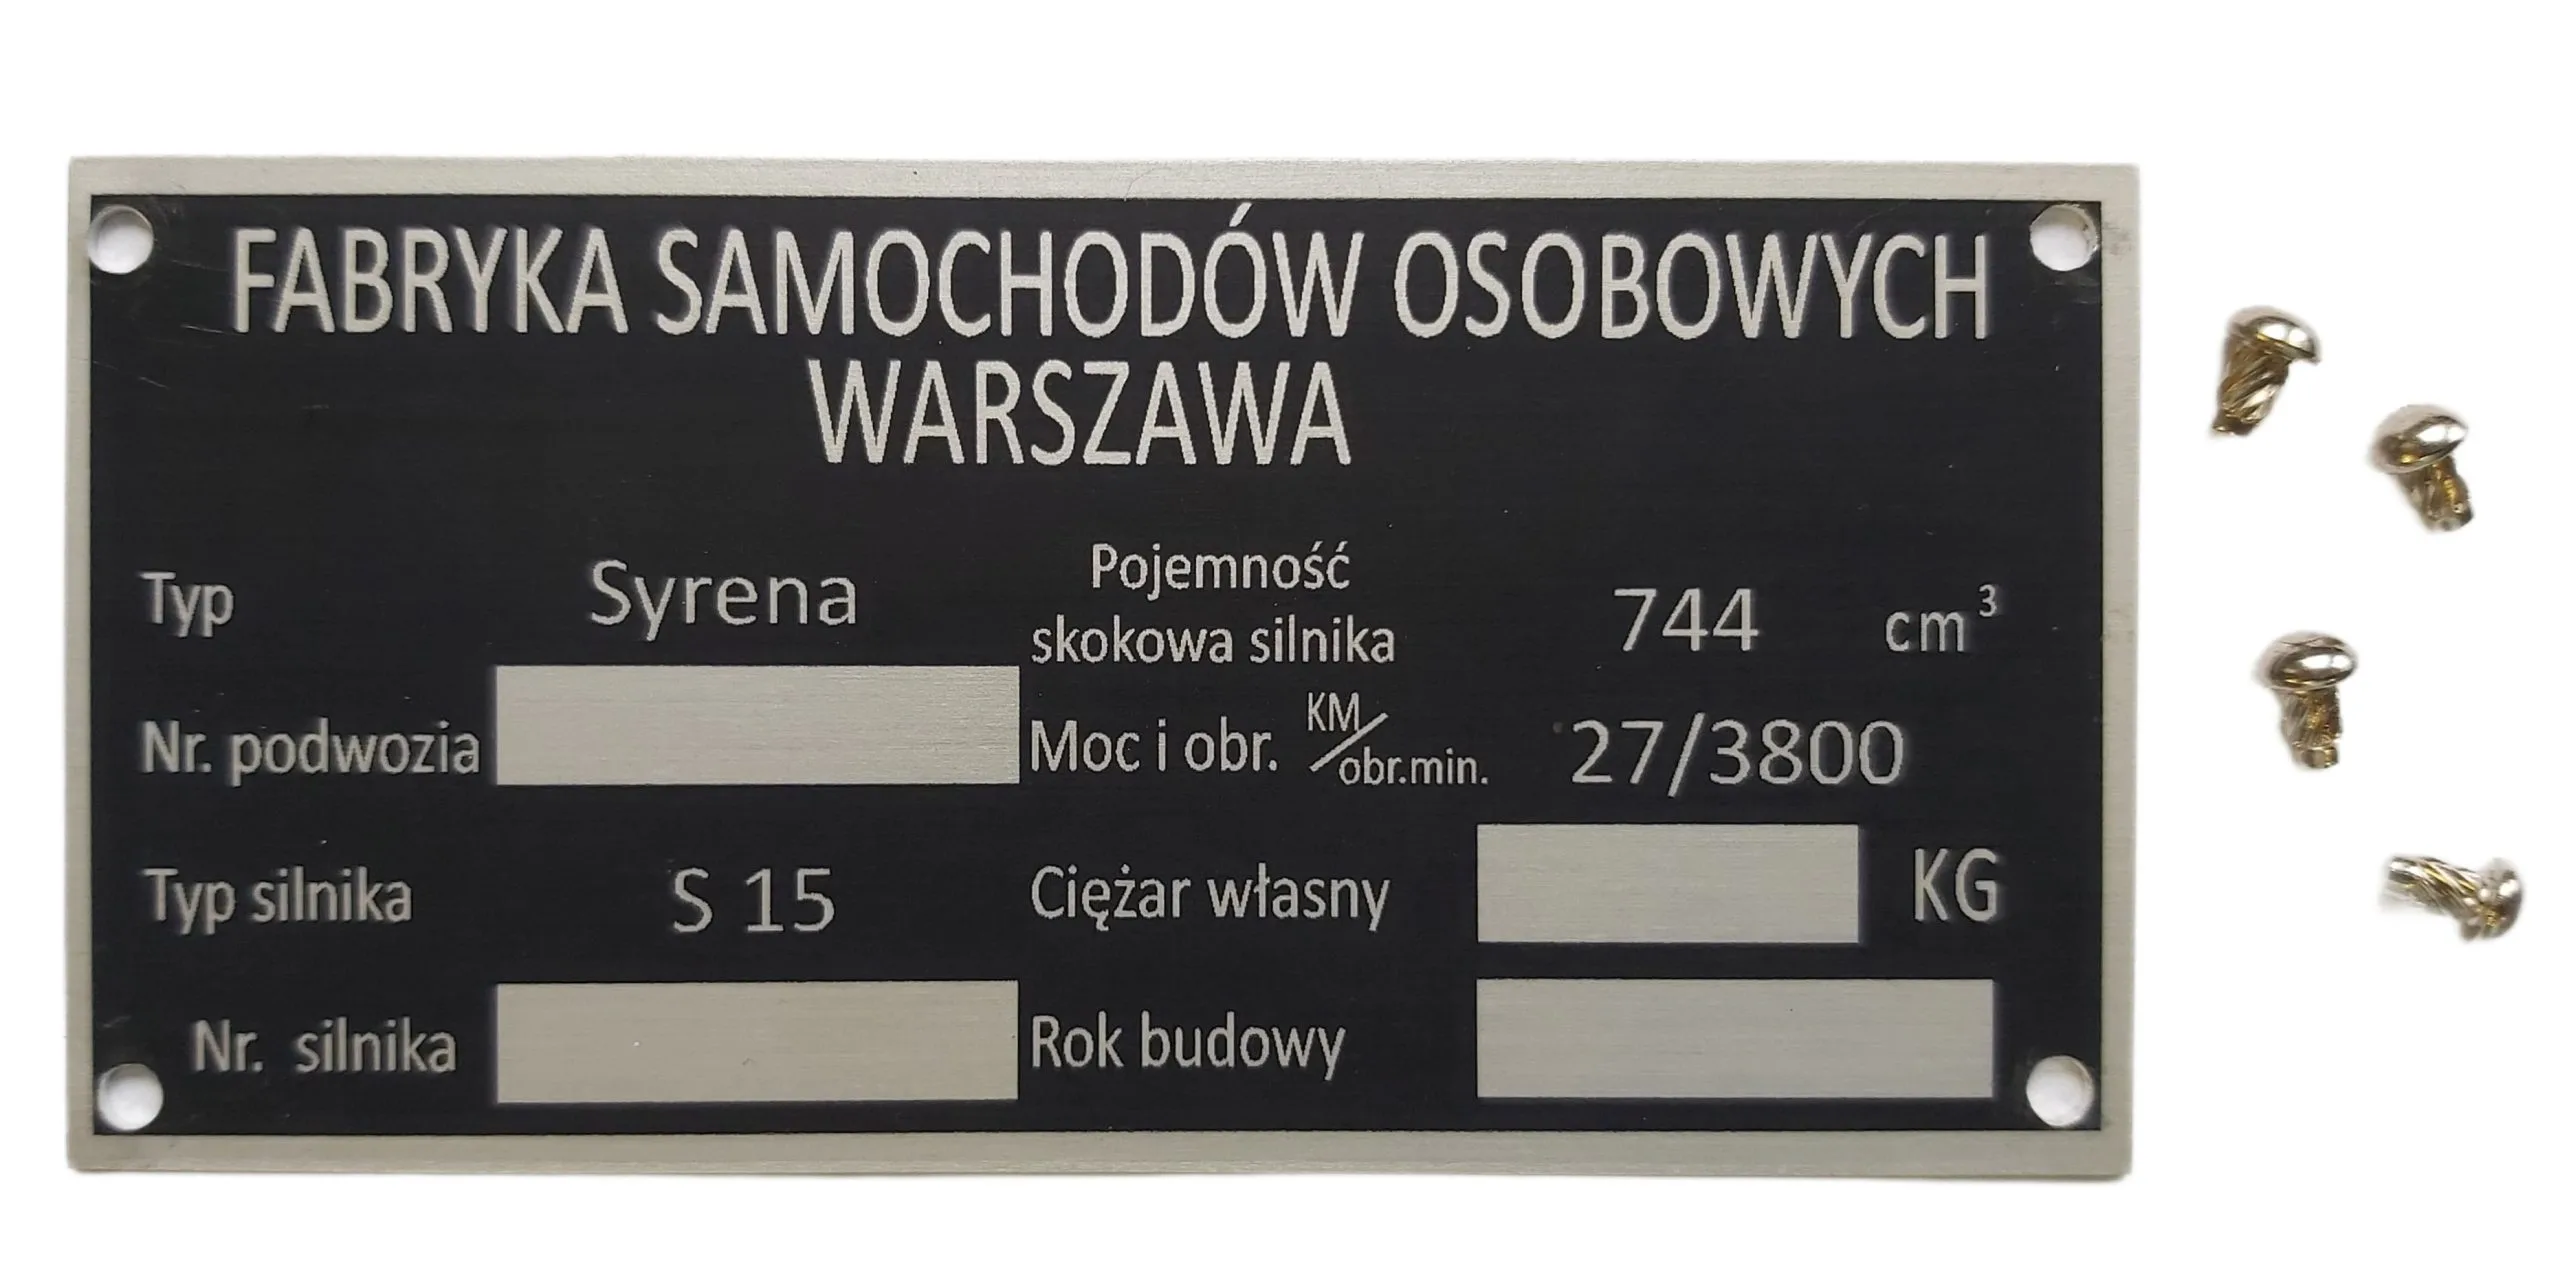 FABRYKA SAMOCHODÓW OSOBOWYCH
WARSZAWA
Typ Syrena
Nr. podwozia
Typ silnika S 15
Nr. silnika
Pojemność
skokowa silnika 744 cm³
Moc i obr. KM/obr.min. 27/3800
Ciężar własny KG
Rok budowy